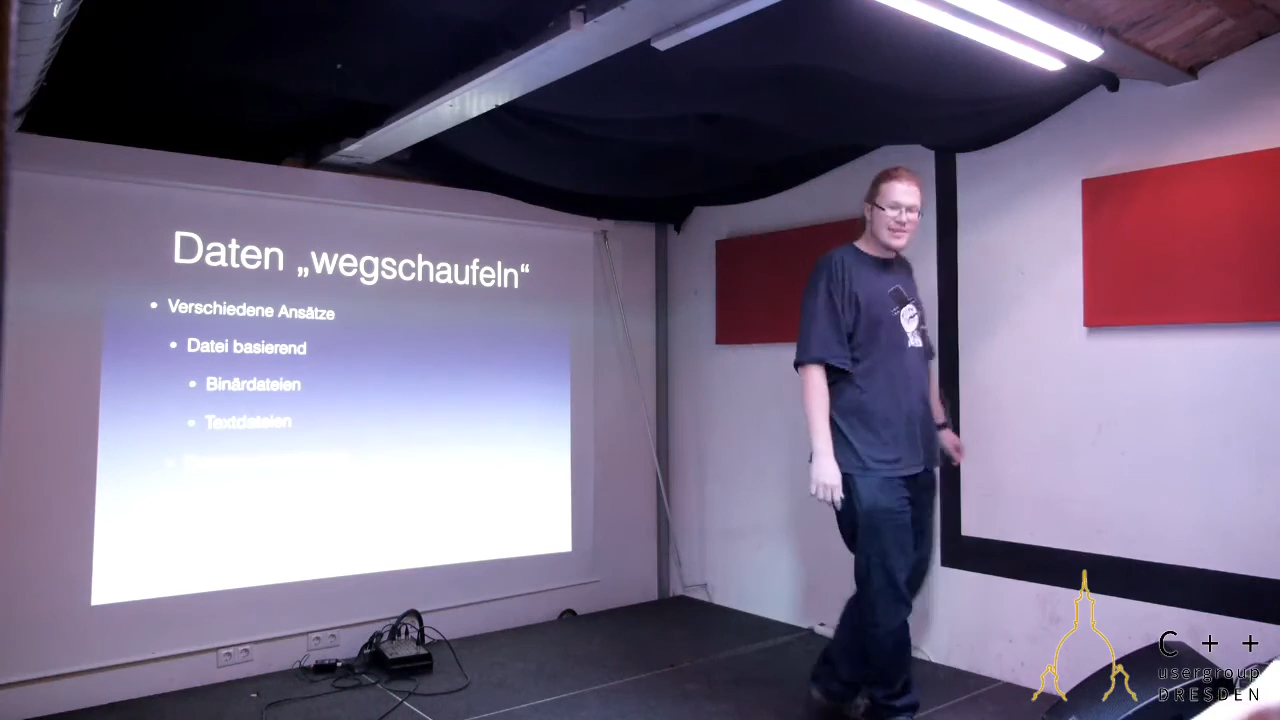 Daten „wegschaufeln“
• Verschiedene Ansätze
• Datei basierend
• Binärdateien
• Textdateien
C + +
usergroup
DRESDEN